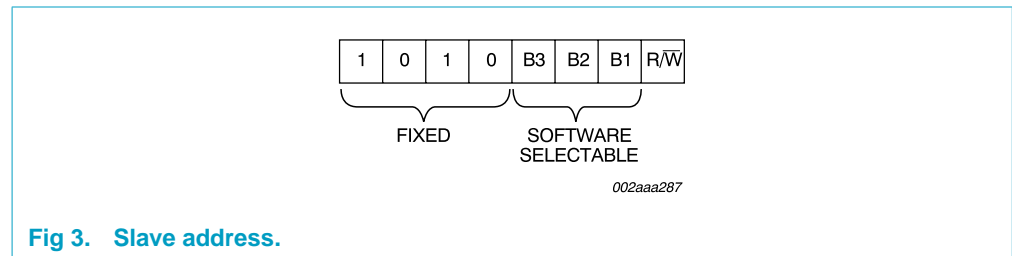 1 0 1 0 B3 B2 B1 R/W̅
FIXED
SOFTWARE
SELECTABLE
002aaa287
Fig 3. Slave address.